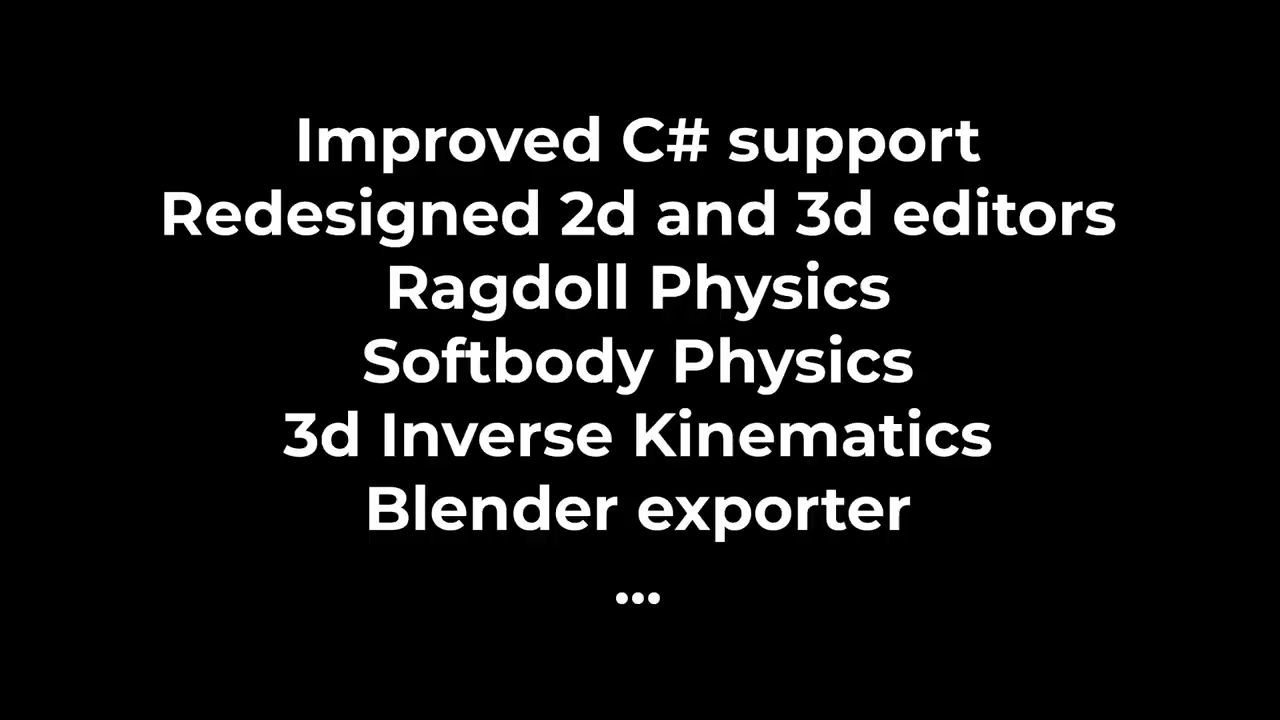 Improved C# support
Redesigned 2d and 3d editors
Ragdoll Physics
Softbody Physics
3d Inverse Kinematics
Blender exporter
...